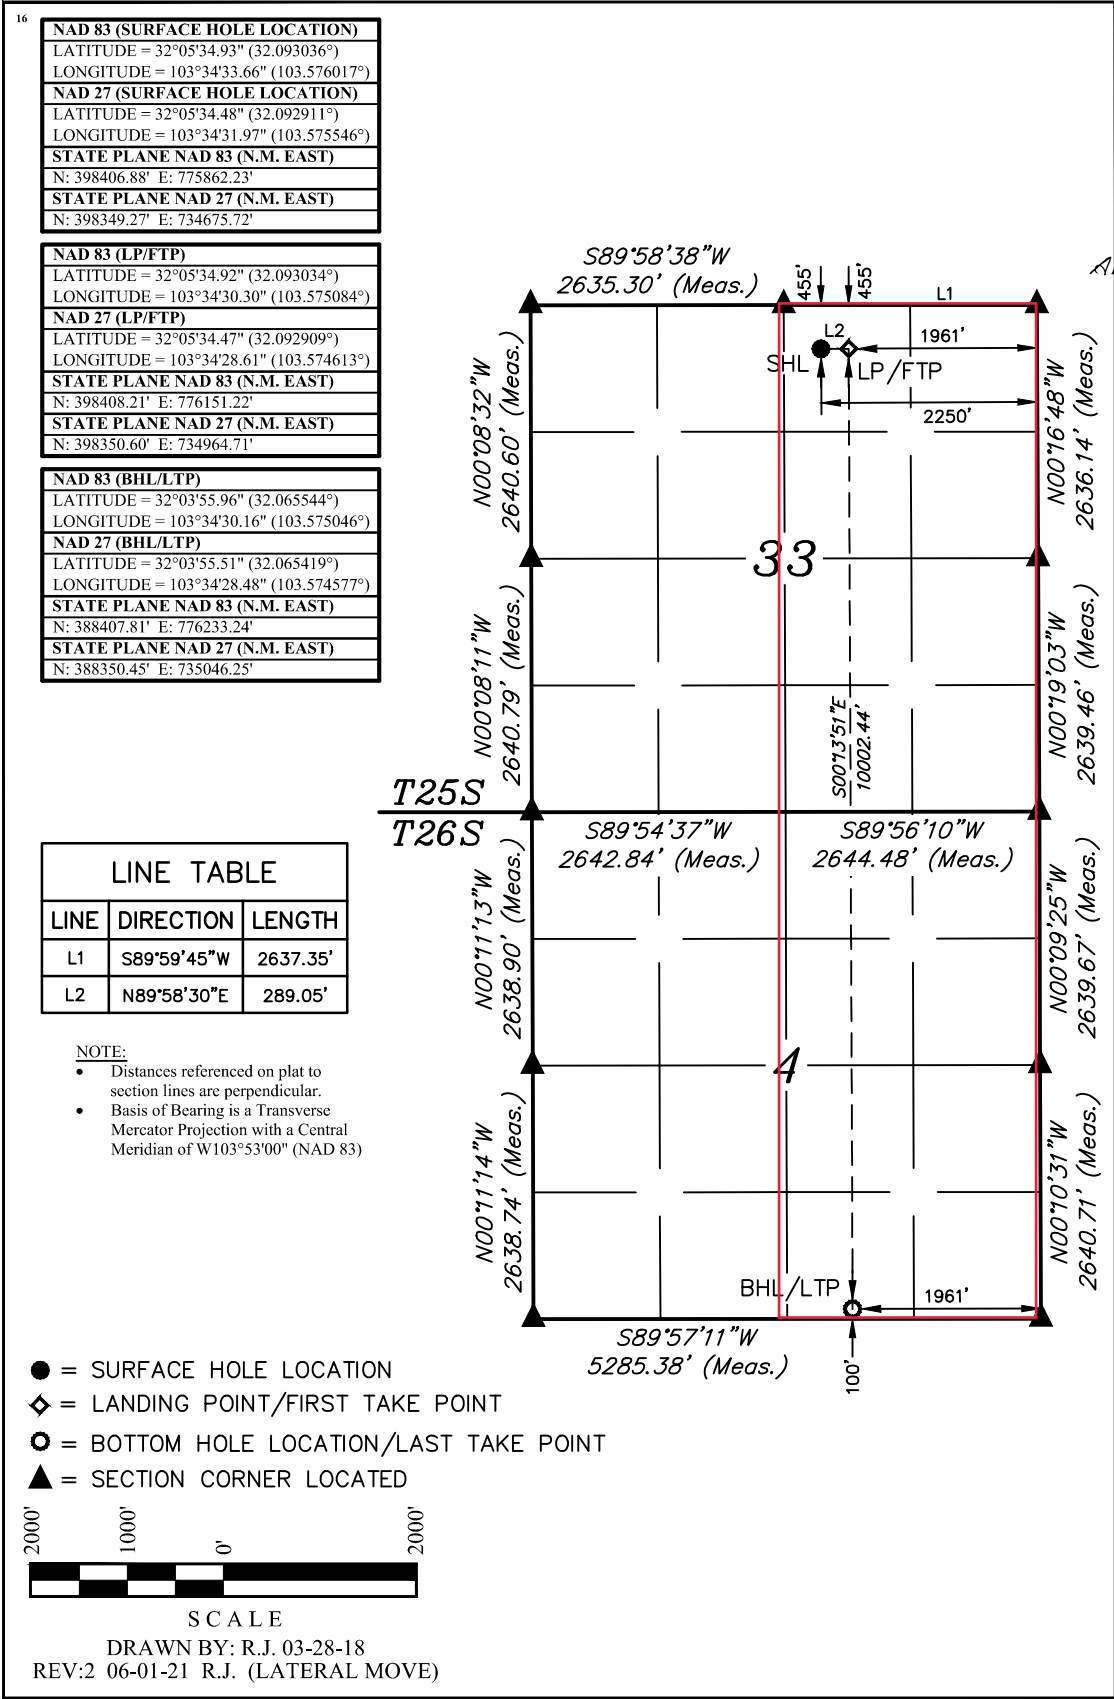 16
NAD 83 (SURFACE HOLE LOCATION)
LATITUDE = 32°05'34.93" (32.093036°)
LONGITUDE = 103°34'33.66" (103.576017°)
NAD 27 (SURFACE HOLE LOCATION)
LATITUDE = 32°05'34.48" (32.092911°)
LONGITUDE = 103°34'31.97" (103.575546°)
STATE PLANE NAD 83 (N.M. EAST)
N: 398406.88' E: 775862.23'
STATE PLANE NAD 27 (N.M. EAST)
N: 398349.27' E: 734675.72'
NAD 83 (LP/FTP)
LATITUDE = 32°05'34.92" (32.093034°)
LONGITUDE = 103°34'30.30" (103.575084°)
NAD 27 (LP/FTP)
LATITUDE = 32°05'34.47" (32.092909°)
LONGITUDE = 103°34'28.61" (103.574613°)
STATE PLANE NAD 83 (N.M. EAST)
N: 398408.21' E: 776151.22'
STATE PLANE NAD 27 (N.M. EAST)
N: 398350.60' E: 734964.71'
NAD 83 (BHL/LTP)
LATITUDE = 32°03'55.96" (32.065544°)
LONGITUDE = 103°34'30.16" (103.575046°)
NAD 27 (BHL/LTP)
LATITUDE = 32°03'55.51" (32.065419°)
LONGITUDE = 103°34'28.48" (103.574577°)
STATE PLANE NAD 83 (N.M. EAST)
N: 388407.81' E: 776233.24'
STATE PLANE NAD 27 (N.M. EAST)
N: 388350.45' E: 735046.25'
S89°58'38"W
2635.30' (Meas.)
455'
455'
L1
L2
1961'
SHL
LP/FTP
2250'
N00°08'32"W
2640.60' (Meas.)
N00°16'48"W
2636.14' (Meas.)
33
N00°08'11"W
2640.79' (Meas.)
S00°13'51"E
10002.44'
N00°19'03"W
2639.46' (Meas.)
T25S
T26S
S89°54'37"W
2642.84' (Meas.)
S89°56'10"W
2644.48' (Meas.)
N00°11'13"W
2638.90' (Meas.)
N00°09'25"W
2639.67' (Meas.)
4
N00°11'14"W
2638.74' (Meas.)
N00°10'31"W
2640.71' (Meas.)
BHL/LTP
1961'
S89°57'11"W
5285.38' (Meas.)
100'
LINE TABLE
LINE DIRECTION LENGTH
L1 S89°59'45"W 2637.35'
L2 N89°58'30"E 289.05'
NOTE:
• Distances referenced on plat to
section lines are perpendicular.
• Basis of Bearing is a Transverse
Mercator Projection with a Central
Meridian of W103°53'00" (NAD 83)
= SURFACE HOLE LOCATION
= LANDING POINT/FIRST TAKE POINT
= BOTTOM HOLE LOCATION/LAST TAKE POINT
= SECTION CORNER LOCATED
2000' 1000' 0' 2000'
SCALE
DRAWN BY: R.J. 03-28-18
REV:2 06-01-21 R.J. (LATERAL MOVE)